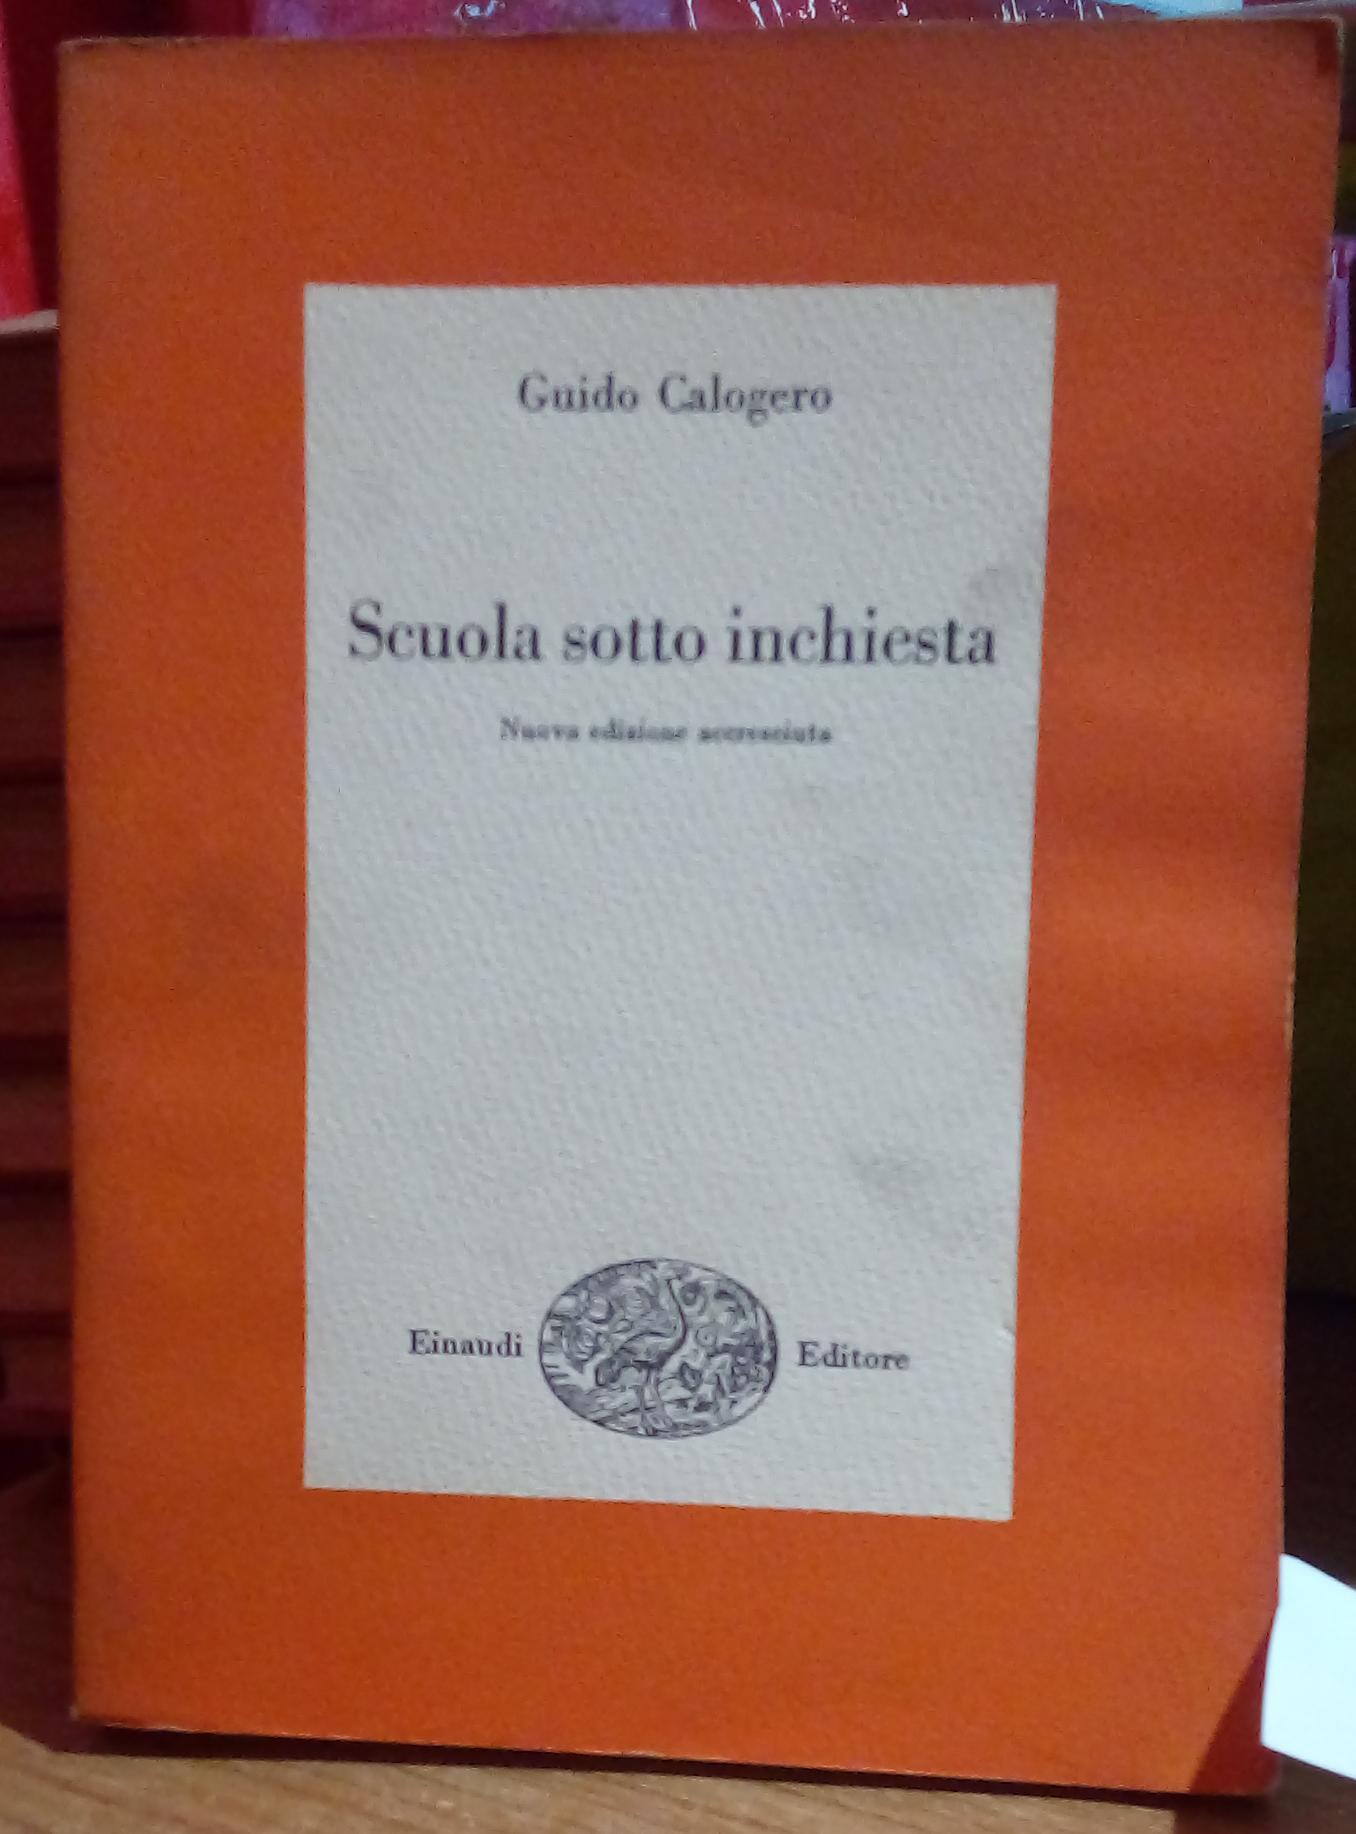 Guido Calogero
Scuola sotto inchiesta
Nuova edizione accresciuta
Einaudi Editore